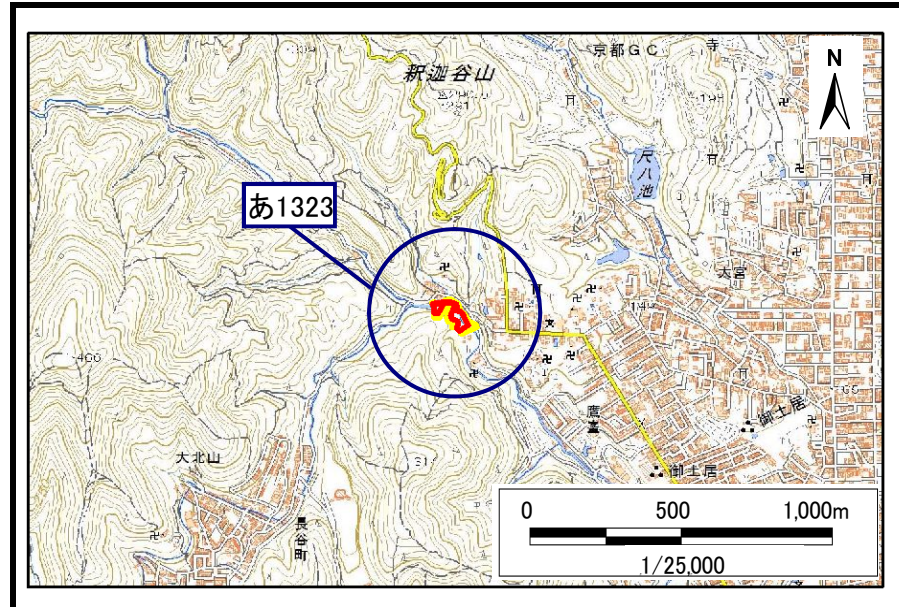 京都GC
寺
釈迦谷山
N
尺八池
あ1323
大宮
御土居
鷹
御土居
大北山
長谷町
0 500 1,000m
1/25,000